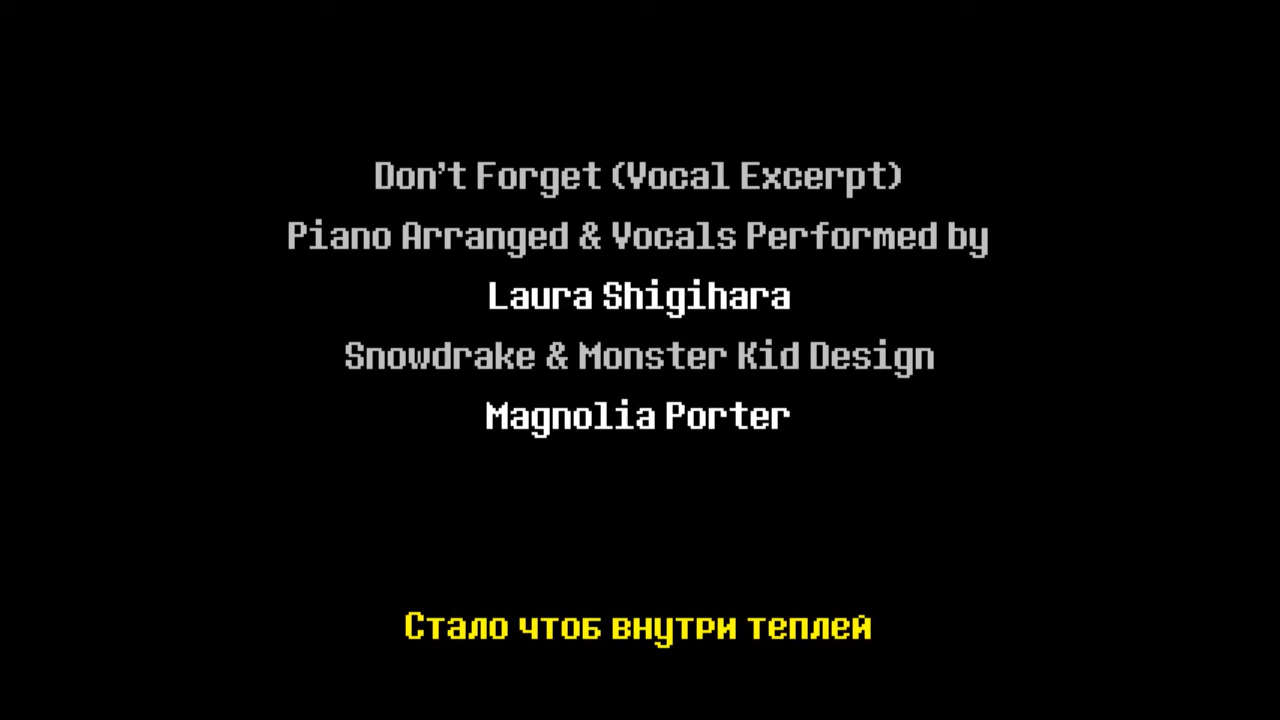 Don't Forget (Vocal Excerpt)
Piano Arranged & Vocals Performed by
Laura Shigihara
Snowdrake & Monster Kid Design
Magnolia Porter
Стало чтоб внутри теплей